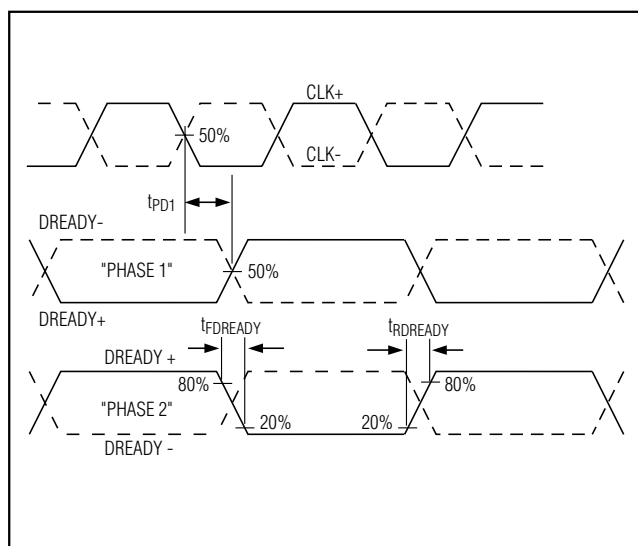 CLK+
50%
CLK-
tPD1
DREADY-
"PHASE 1"
50%
DREADY+
tFDREADY
tRDREADY
DREADY +
80%
80%
"PHASE 2"
20%
20%
DREADY -